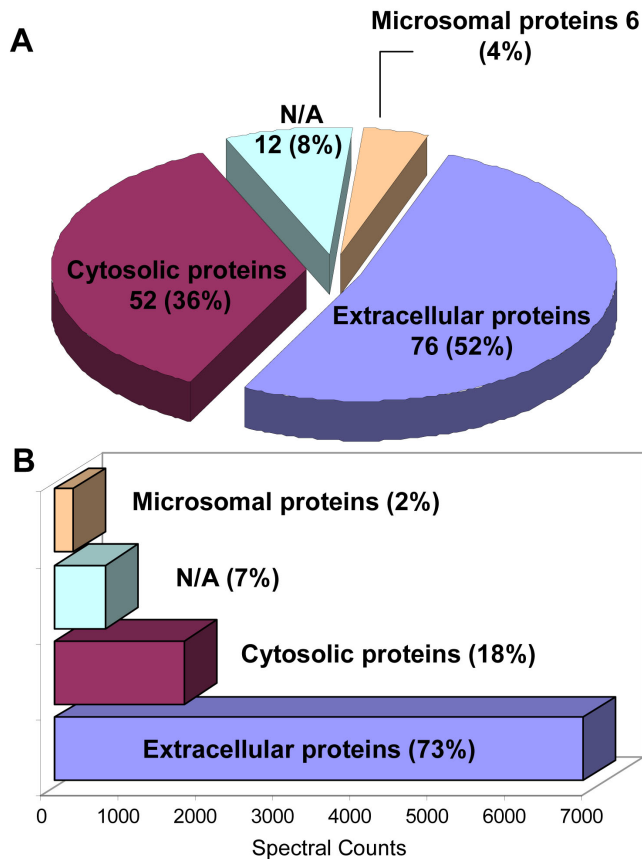 A
Microsomal proteins 6
(4%)
N/A
12 (8%)
Cytosolic proteins
52 (36%)
Extracellular proteins
76 (52%)
B
Microsomal proteins (2%)
N/A (7%)
Cytosolic proteins (18%)
Extracellular proteins (73%)
0 1000 2000 3000 4000 5000 6000 7000
Spectral Counts